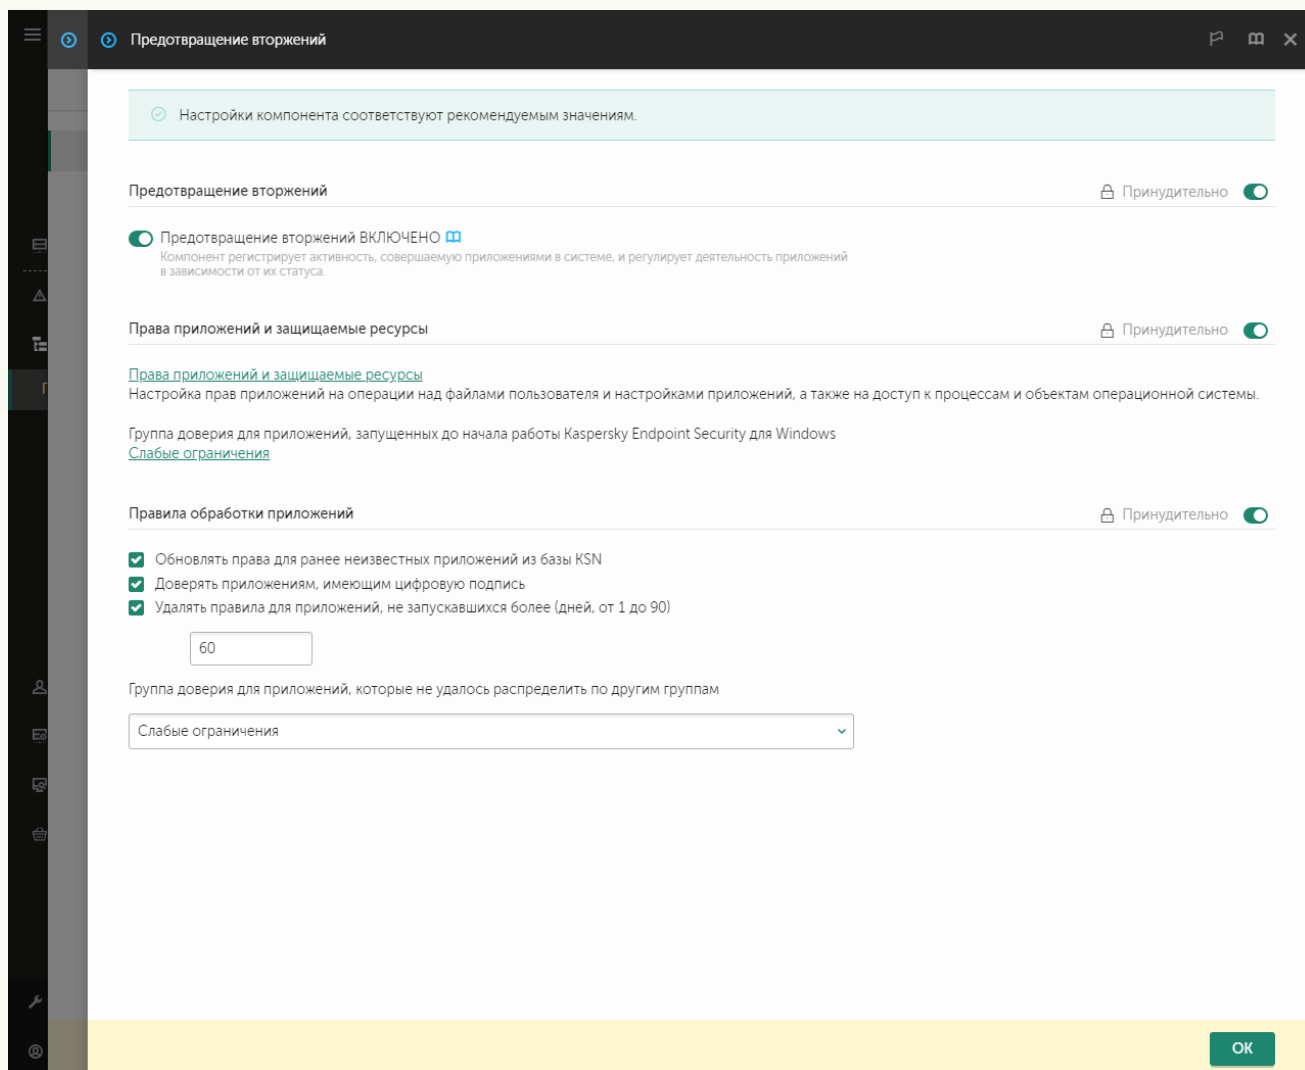 Предотвращение вторжений
Настройки компонента соответствуют рекомендуемым значениям.
Предотвращение вторжений
Принудительно
Предотвращение вторжений ВКЛЮЧЕНО
Компонент регистрирует активность, совершаемую приложениями в системе, и регулирует деятельность приложений
в зависимости от их статуса.
Права приложений и защищаемые ресурсы
Принудительно
Права приложений и защищаемые ресурсы
Настройка прав приложений на операции над файлами пользователя и настройками приложений, а также на доступ к процессам и объектам операционной системы.
Группа доверия для приложений, запущенных до начала работы Kaspersky Endpoint Security для Windows
Слабые ограничения
Правила обработки приложений
Принудительно
Обновлять права для ранее неизвестных приложений из базы KSN
Доверять приложениям, имеющим цифровую подпись
Удалять правила для приложений, не запускавшихся более (дней, от 1 до 90)
60
Группа доверия для приложений, которые не удалось распределить по другим группам
Слабые ограничения
ОК